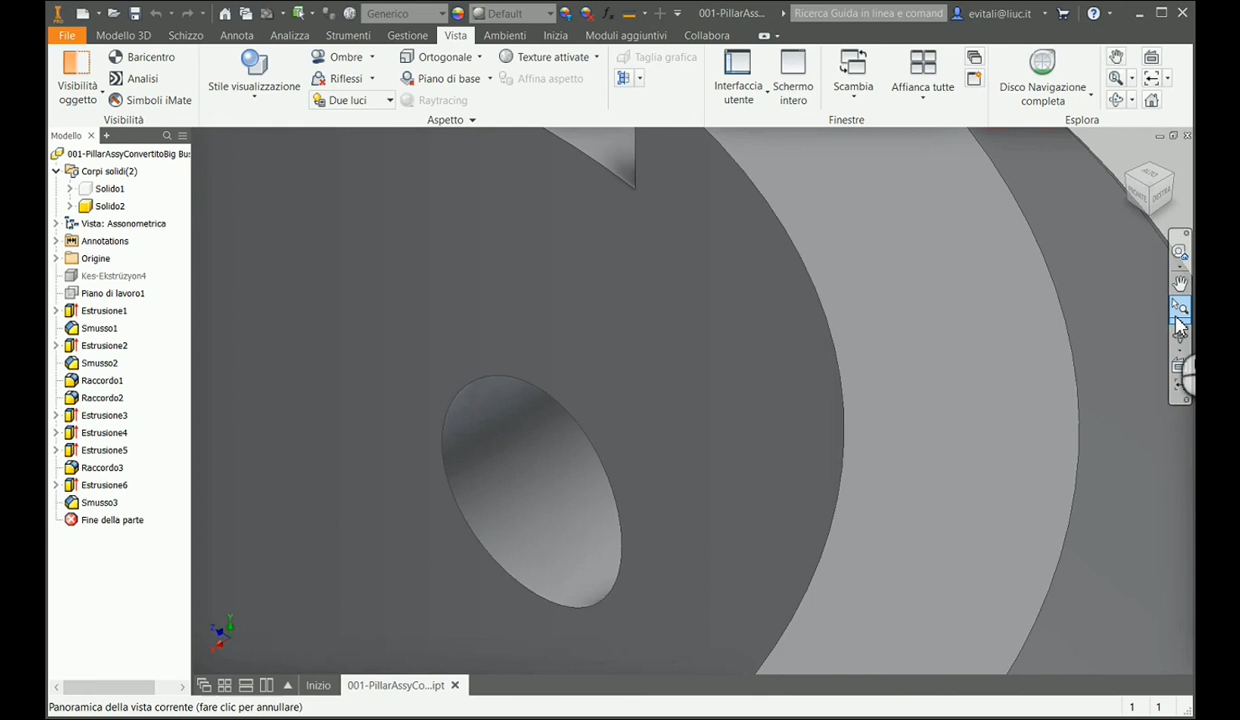 Generico
Default
001-PillarAss...
Ricerca Guida in linea e comand
evitali@liuc.it
File
Modello 3D
Schizzo
Annota
Analizza
Strumenti
Gestione
Vista
Ambienti
Inizia
Moduli aggiuntivi
Collabora
Visibilità
oggetto
Baricentro
Analisi
Simboli iMate
Visibilità
Stile visualizzazione
Ombre
Riflessi
Due luci
Ortogonale
Piano di base
Raytracing
Texture attivate
Affina aspetto
Aspetto
Taglia grafica
Interfaccia
utente
Schermo
intero
Scambia
Affianca tutte
Finestre
Disco Navigazione
completa
Esplora
Modello
001-PillarAssyConvertitoBig Bus
Corpi solidi(2)
Solido1
Solido2
Vista: Assonometrica
Annotations
Origine
Kes-Ekstrüzyon4
Piano di lavoro1
Estrusione1
Smusso1
Estrusione2
Smusso2
Raccordo1
Raccordo2
Estrusione3
Estrusione4
Estrusione5
Raccordo3
Estrusione6
Smusso3
Fine della parte
ALTO
DESTRA
Z
Y
X
Inizio
001-PillarAssyCo...ipt
Panoramica della vista corrente (fare clic per annullare)
1
1